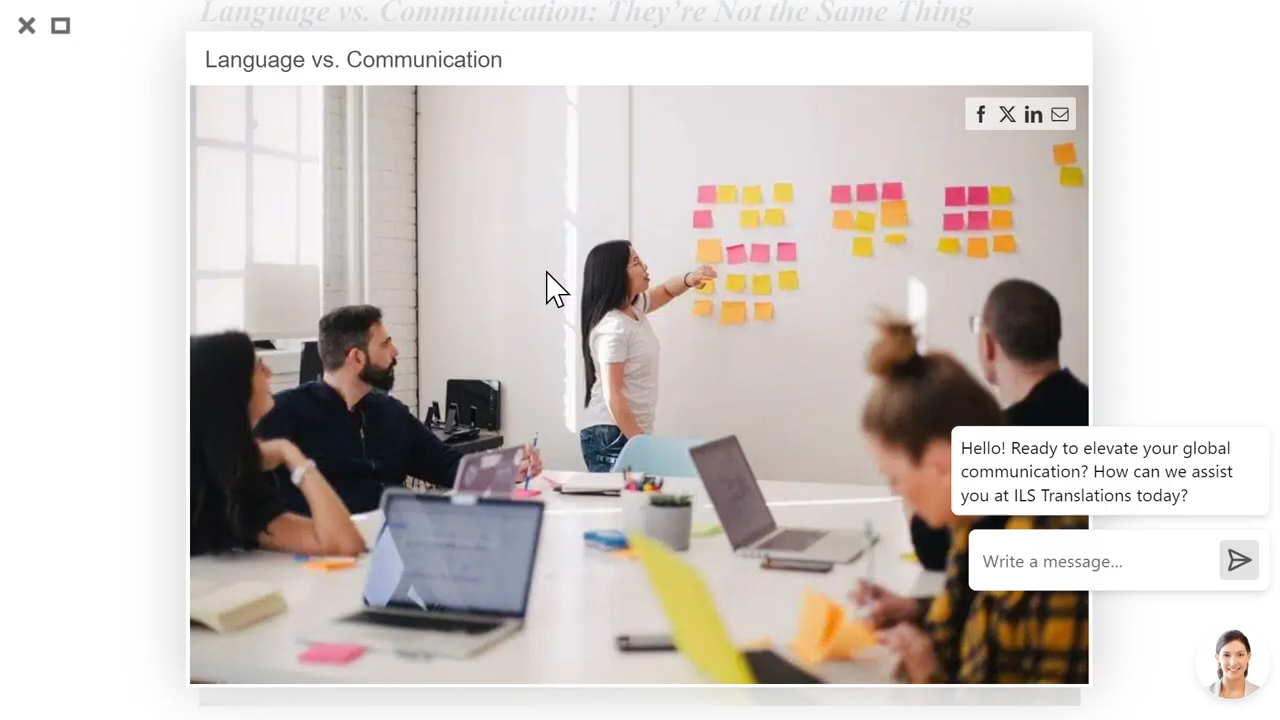 Language vs. Communication: They're Not the Same Thing
Language vs. Communication
Hello! Ready to elevate your global
communication? How can we assist
you at ILS Translations today?
Write a message...